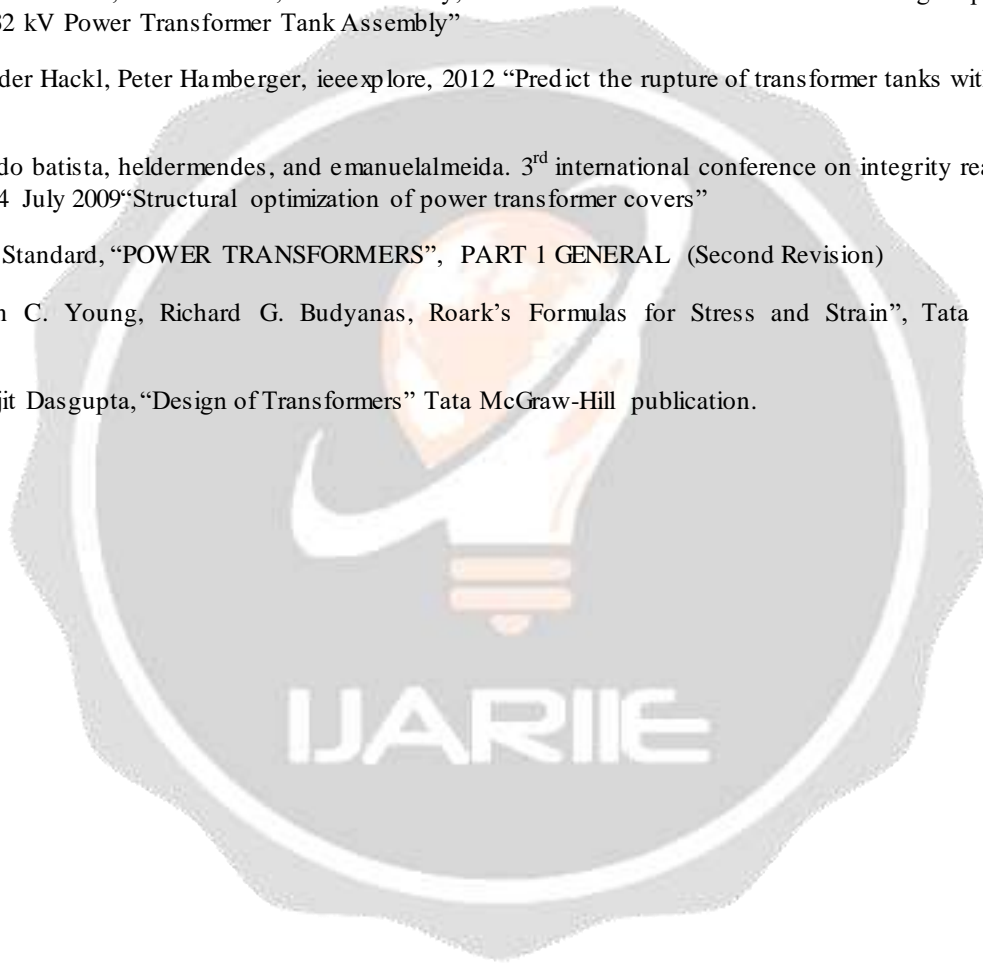 32 kV Power Transformer Tank Assembly”
der Hackl, Peter Hamberger, ieeexplore, 2012 “Predict the rupture of transformer tanks wit
do batista, heldermendes, and emanuelalmeida. 3rd international conference on integrity rea
4 July 2009“Structural optimization of power transformer covers”
Standard, “POWER TRANSFORMERS”, PART 1 GENERAL (Second Revision)
n C. Young, Richard G. Budyanas, Roark’s Formulas for Stress and Strain”, Tata
jit Dasgupta, “Design of Transformers” Tata McGraw-Hill publication.
IJARIIE